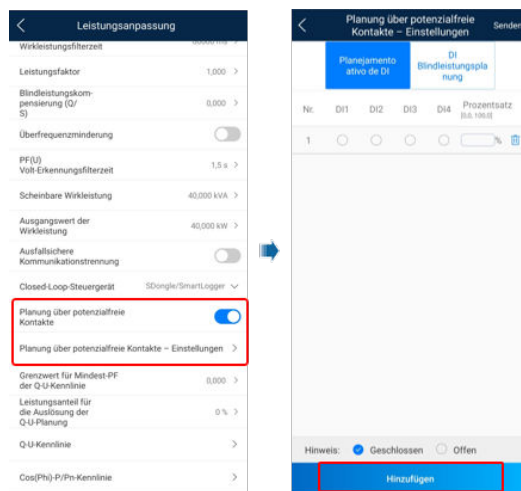 Leistungsanpassung
Wirkleistungsfilterzeit
Leistungsfaktor
1,000
Blindleistungskom-
pensierung (Q/
S)
0,000
Überfrequenzminderung
PF(U)
Volt-Erkennungsfilterzeit
1,5 s
Scheinbare Wirkleistung
40,000 kVA
Ausgangswert der
Wirkleistung
40,000 kW
Ausfallsichere
Kommunikationstrennung
Closed-Loop-Steuergerät
SDongle/SmartLogger
Planung über potenzialfreie
Kontakte
Planung über potenzialfreie Kontakte – Einstellungen
Grenzwert für Mindest-PF
der Q-U-Kennlinie
0,000
Leistungsanteil für
die Auslösung der
Q-U-Planung
0 %
Q-U-Kennlinie
Cos(Phi)-P/Pn-Kennlinie
Planung über potenzialfreie
Kontakte – Einstellungen
Senden
Planejamento
ativo de DI
DI
Blindleistungspla
nung
Nr.
DI1
DI2
DI3
DI4
Prozentsatz
[0.0, 100.0]
1
%
Hinweis:
Geschlossen
Offen
Hinzufügen